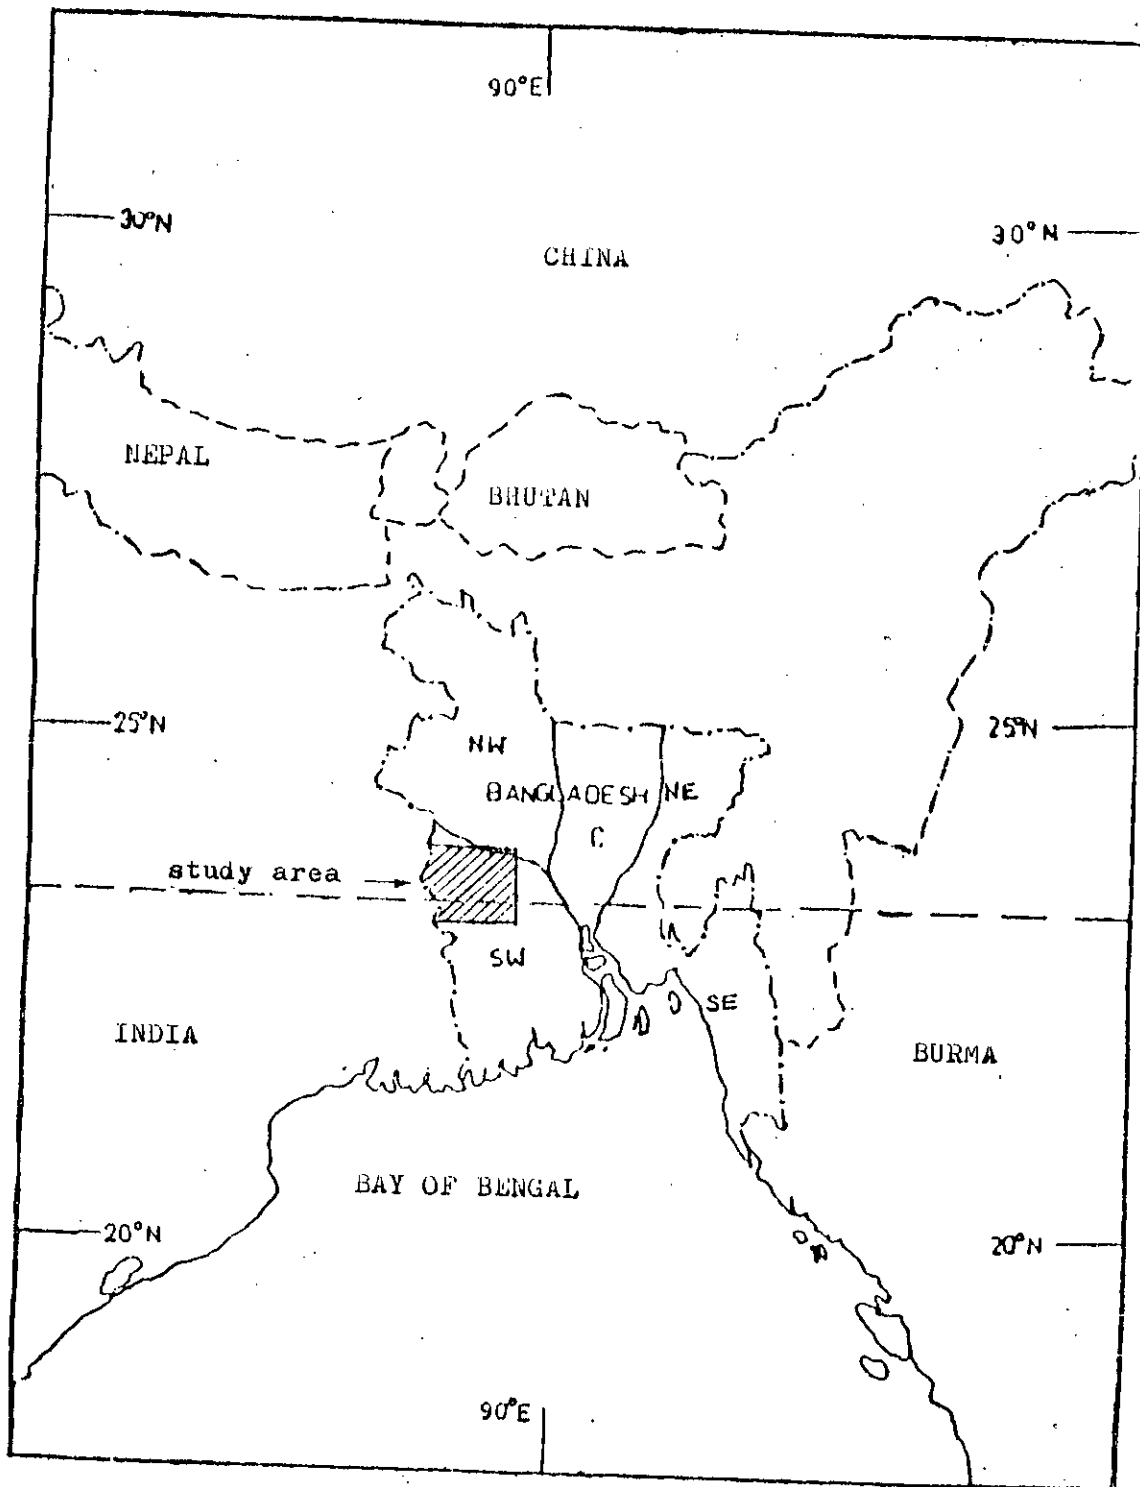 90°E
30°N
30°N
CHINA
NEPAL
BHUTAN
25°N
25°N
NW
BANGLADESH
NE
C
study area
SW
SE
INDIA
BURMA
BAY OF BENGAL
20°N
20°N
90°E